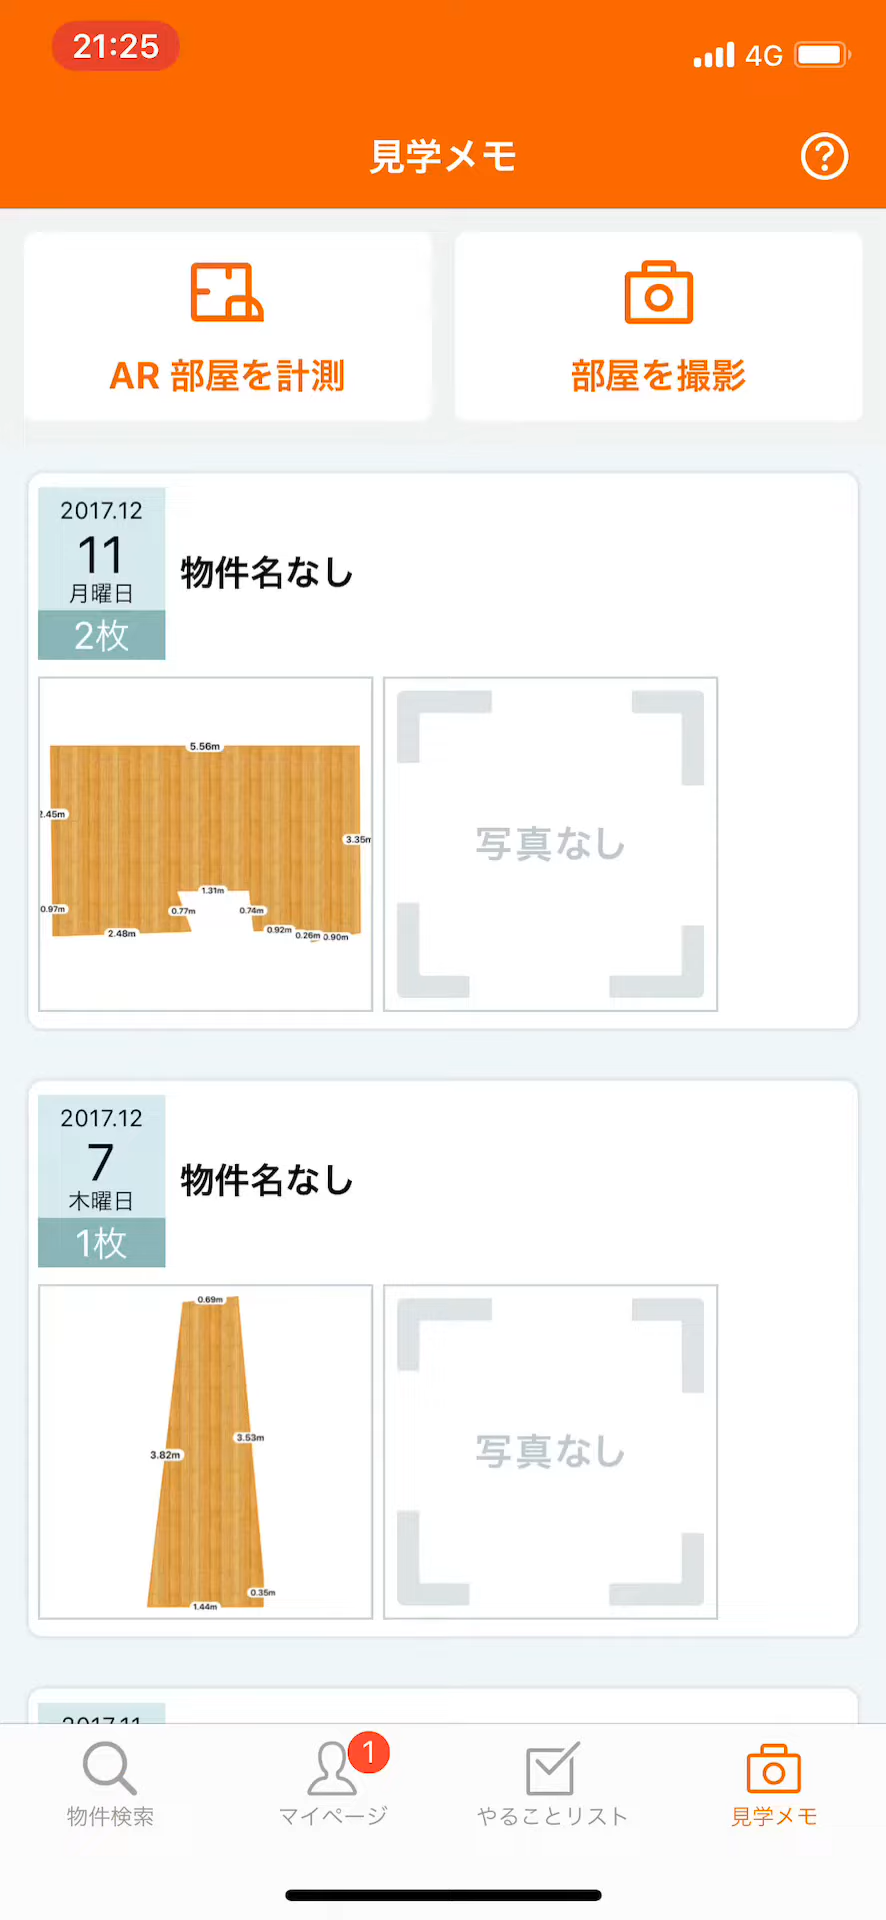 21:25
4G
見学メモ
AR 部屋を計測
部屋を撮影
2017.12
11
月曜日
2枚
物件名なし
5.56m
2.45m
3.35m
1.31m
0.97m
0.77m
0.74m
2.48m
0.92m
0.26m
0.90m
写真なし
2017.12
7
木曜日
1枚
物件名なし
0.69m
3.53m
3.82m
0.35m
1.44m
写真なし
2017.11
1
物件検索
マイページ
やることリスト
見学メモ